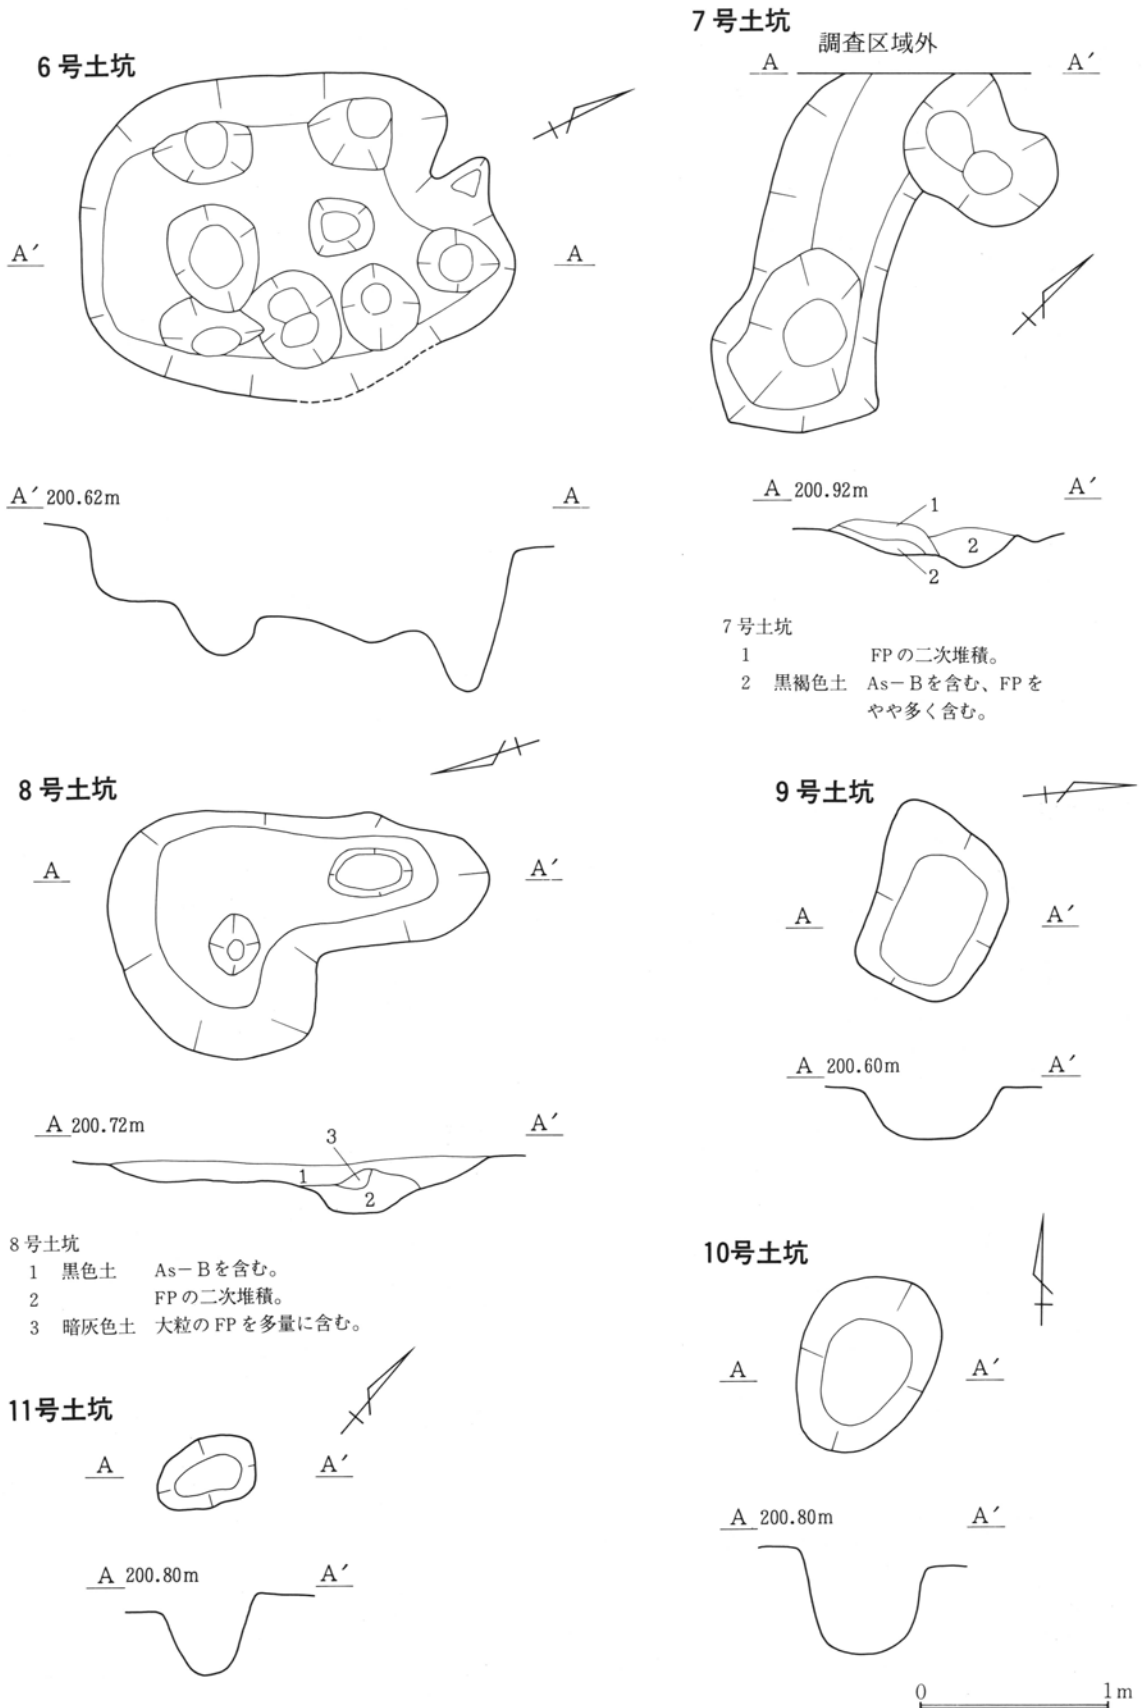 6号土坑
A′
A
A′ 200.62m
A
7号土坑
調査区域外
A
A′
A 200.92m
A′
1
2
2
7号土坑
1 FPの二次堆積。
2 黒褐色土 As－Bを含む、FPを
やや多く含む。
8号土坑
A
A′
A 200.72m
A′
3
1
2
8号土坑
1 黒色土 As－Bを含む。
2 FPの二次堆積。
3 暗灰色土 大粒のFPを多量に含む。
9号土坑
A
A′
A 200.60m
A′
10号土坑
A
A′
A 200.80m
A′
11号土坑
A
A′
A 200.80m
A′
0 1m